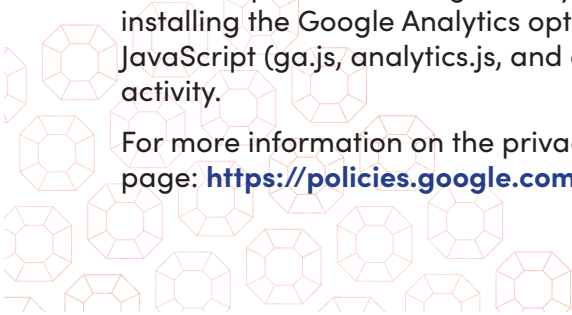 installing the Google Analytics opt
JavaScript (ga.js, analytics.js, and
activity.
For more information on the priva
page: https://policies.google.com